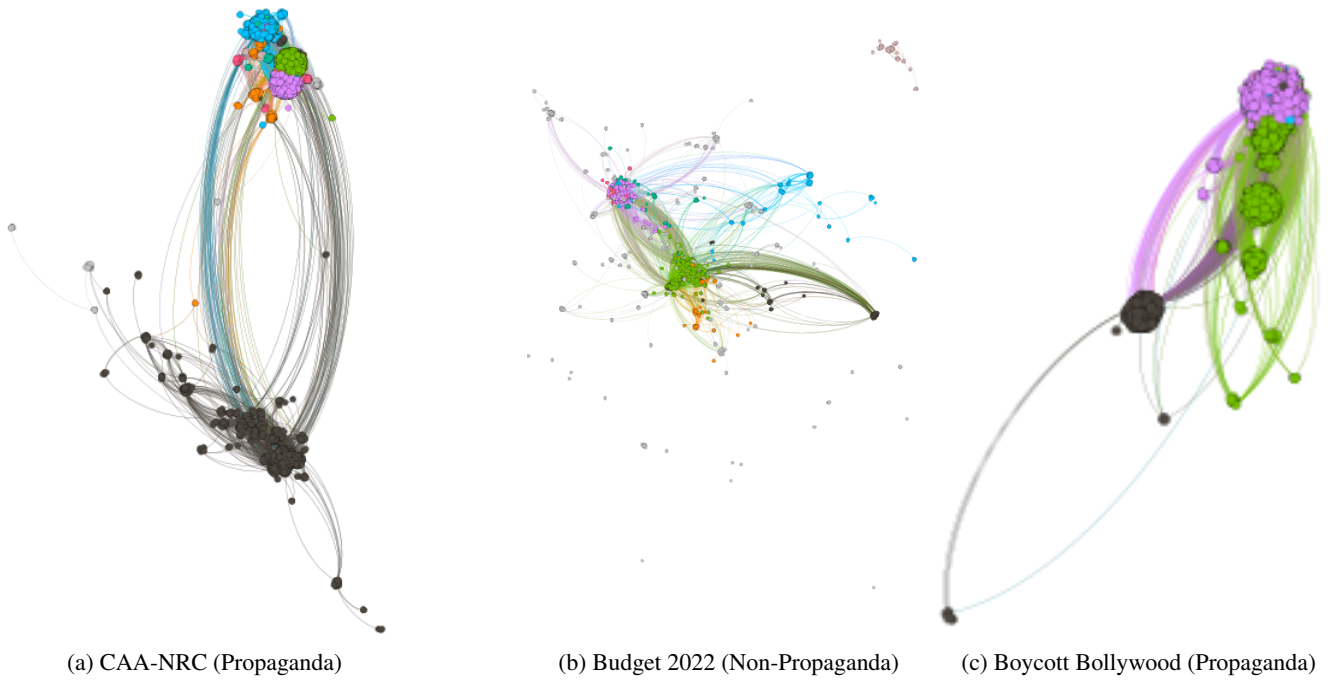 (a) CAA-NRC (Propaganda)
(b) Budget 2022 (Non-Propaganda)
(c) Boycott Bollywood (Propaganda)